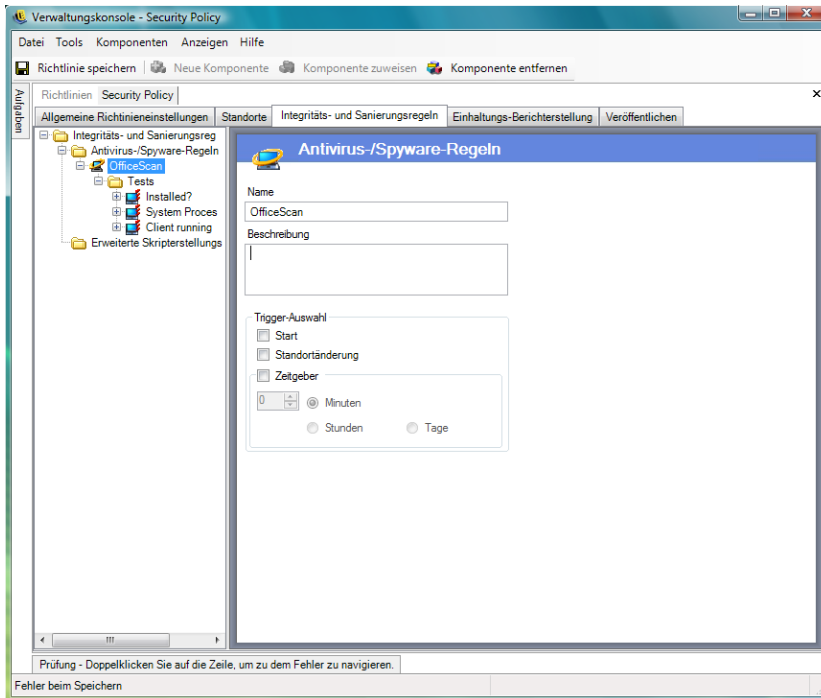 Verwaltungskonsole - Security Policy
Datei Tools Komponenten Anzeigen Hilfe
Richtlinie speichern Neue Komponente Komponente zuweisen Komponente entfernen
Aufgaben
Richtlinien Security Policy
Allgemeine Richtinieneinstellungen Standorte Integritäts- und Sanierungsregeln Einhaltungs-Berichterstellung Veröffentlichen
Integritäts- und Sanierungsreg
Antivirus-/Spyware-Regeln
OfficeScan
Tests
Installed?
System Proces
Client running
Erweiterte Skripterstellungs
Antivirus-/Spyware-Regeln
Name
OfficeScan
Beschreibung
Trigger-Auswahl
Start
Standortänderung
Zeitgeber
0 Minuten
Stunden Tage
Prüfung - Doppelklicken Sie auf die Zeile, um zu dem Fehler zu navigieren.
Fehler beim Speichern